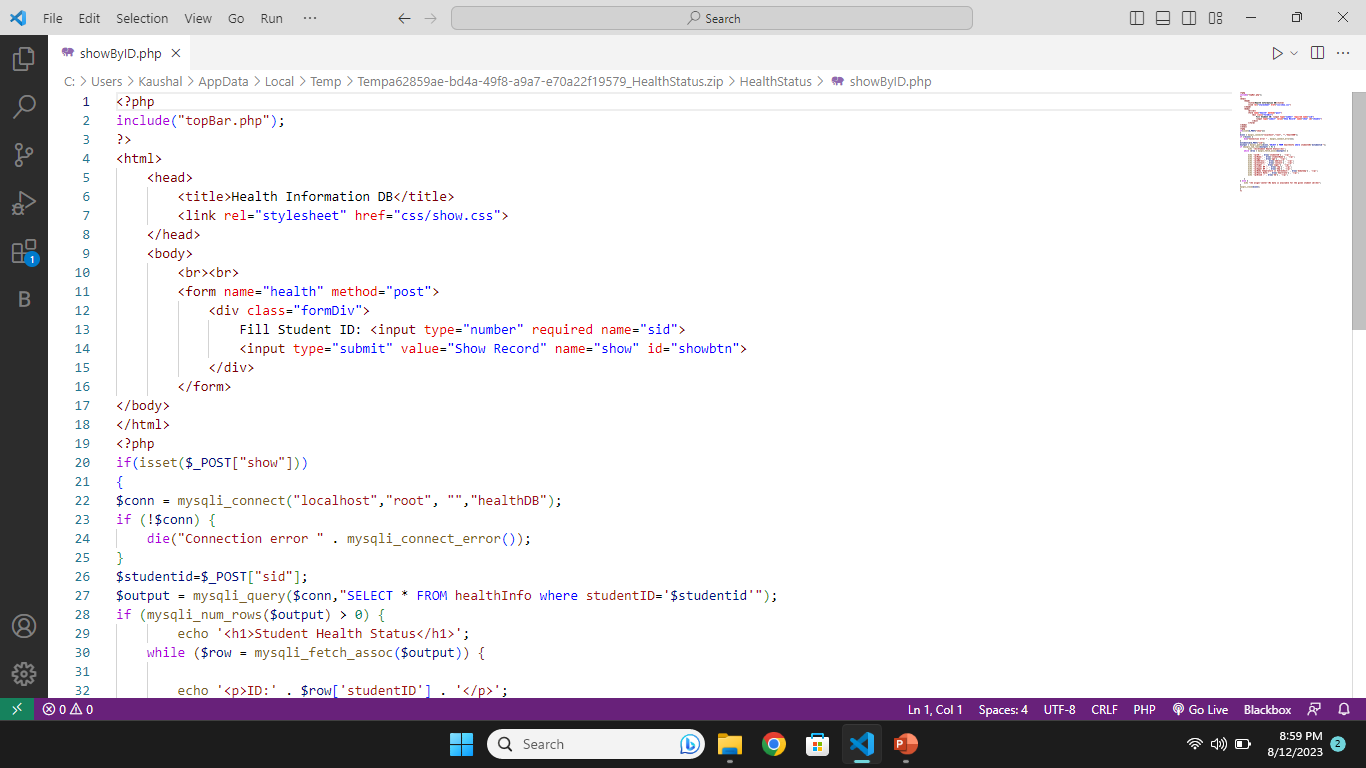 File Edit Selection View Go Run ··· Search
showByID.php
C: > Users > Kaushal > AppData > Local > Temp > Tempa62859ae-bd4a-49f8-a9a7-e70a22f19579_HealthStatus.zip > HealthStatus > showByID.php
1 <?php
2 include("topBar.php");
3 ?>
4 <html>
5 <head>
6 <title>Health Information DB</title>
7 <link rel="stylesheet" href="css/show.css">
8 </head>
9 <body>
10 <br><br>
11 <form name="health" method="post">
12 <div class="formDiv">
13 Fill Student ID: <input type="number" required name="sid">
14 <input type="submit" value="Show Record" name="show" id="showbtn">
15 </div>
16 </form>
17 </body>
18 </html>
19 <?php
20 if(isset($_POST["show"]))
21 {
22 $conn = mysqli_connect("localhost","root", "","healthDB");
23 if (!$conn) {
24 die("Connection error " . mysqli_connect_error());
25 }
26 $studentid=$_POST["sid"];
27 $output = mysqli_query($conn,"SELECT * FROM healthInfo where studentID='$studentid'");
28 if (mysqli_num_rows($output) > 0) {
29 echo '<h1>Student Health Status</h1>';
30 while ($row = mysqli_fetch_assoc($output)) {
31
32 echo '<p>ID:' . $row['studentID'] . '</p>';
1
B
0 0 Ln 1, Col 1 Spaces: 4 UTF-8 CRLF PHP Go Live Blackbox
Search
8:59 PM
8/12/2023
2